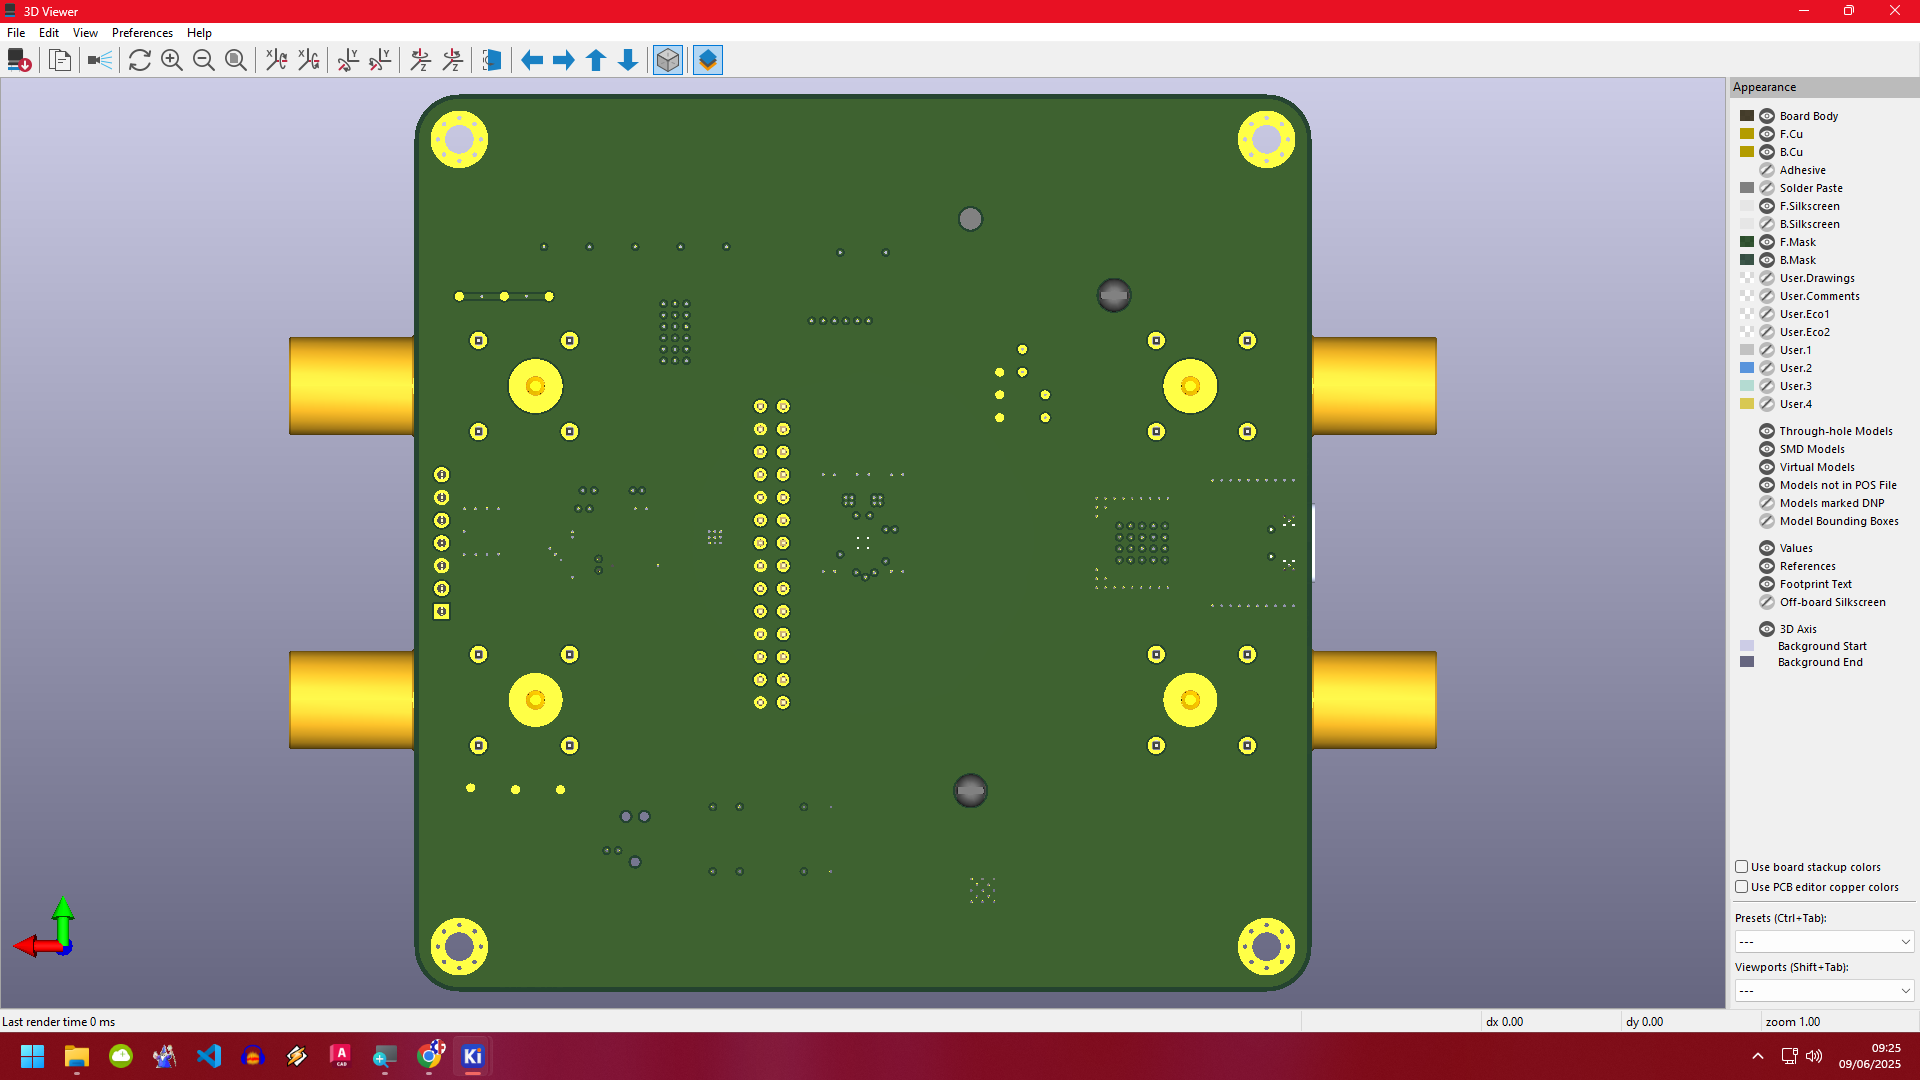 3D Viewer
File Edit View Preferences Help
Appearance
Board Body
F.Cu
B.Cu
Adhesive
Solder Paste
F.Silkscreen
B.Silkscreen
F.Mask
B.Mask
User.Drawings
User.Comments
User.Eco1
User.Eco2
User.1
User.2
User.3
User.4
Through-hole Models
SMD Models
Virtual Models
Models not in POS File
Models marked DNP
Model Bounding Boxes
Values
References
Footprint Text
Off-board Silkscreen
3D Axis
Background Start
Background End
Use board stackup colors
Use PCB editor copper colors
Presets (Ctrl+Tab):
---
Viewports (Shift+Tab):
---
Last render time 0 ms dx 0.00 dy 0.00 zoom 1.00
A
CAD
Ki
09:25
09/06/2025